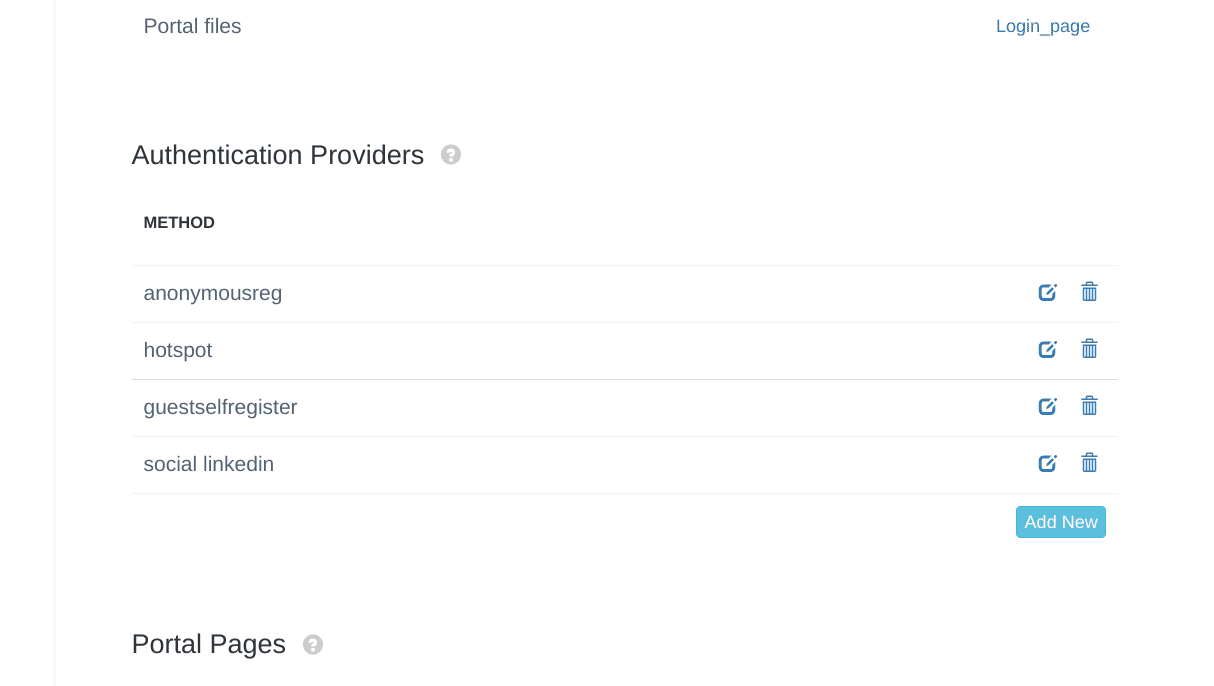 Portal files Login_page
Authentication Providers
METHOD
anonymousreg
hotspot
guestselfregister
social linkedin
Add New
Portal Pages